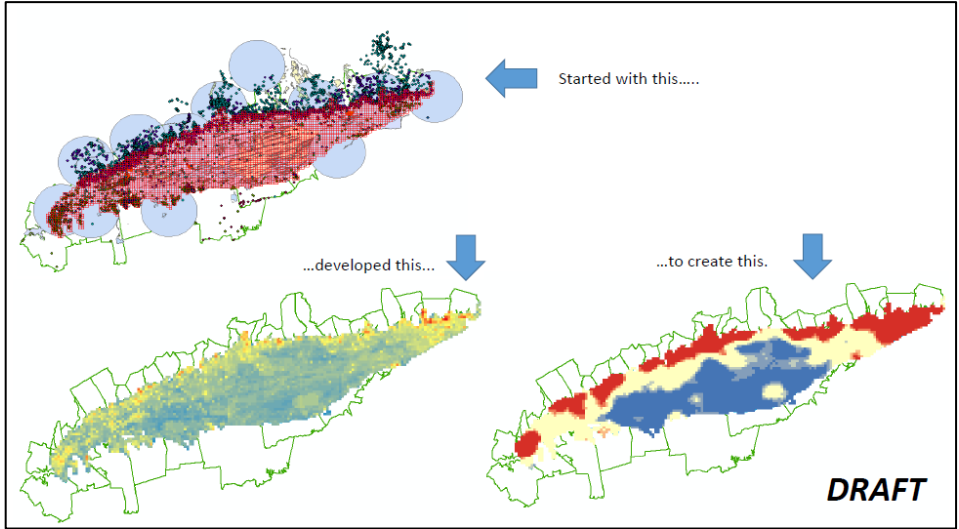 Started with this.....
...developed this...
...to create this.
DRAFT